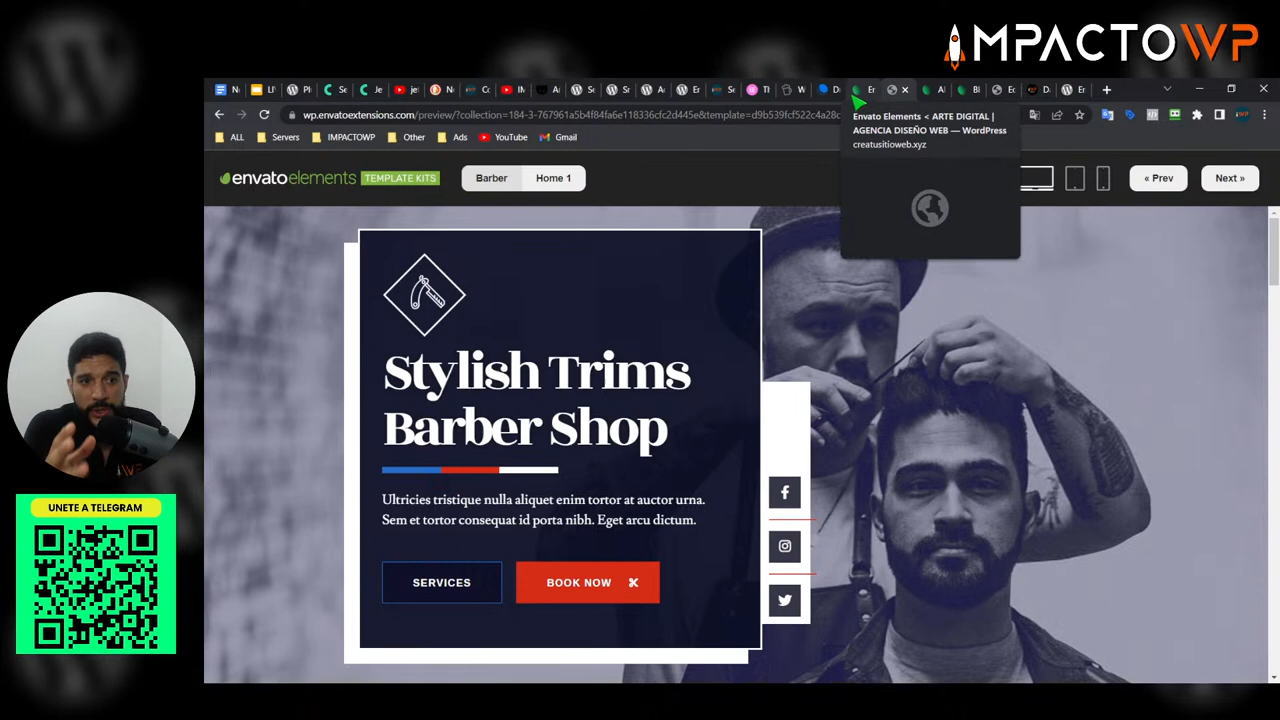 IMPACTOWP
wp.envatoextensions.com/preview/?collection=184-3-767961a5b4f84fa6e118336cfc2cd445e8&template=d9b539fcf522c4a28c
ALL
Servers
IMPACTOWP
Other
Ads
YouTube
Gmail
Envato Elements < ARTE DIGITAL |
AGENCIA DISEÑO WEB — WordPress
creatusitioweb.xyz
envatoelements TEMPLATE KITS
Barber
Home 1
« Prev
Next »
Stylish Trims
Barber Shop
Ultricies tristique nulla aliquet enim tortor at auctor urna.
Sem et tortor consequat id porta nibh. Eget arcu dictum.
SERVICES
BOOK NOW
UNETE A TELEGRAM